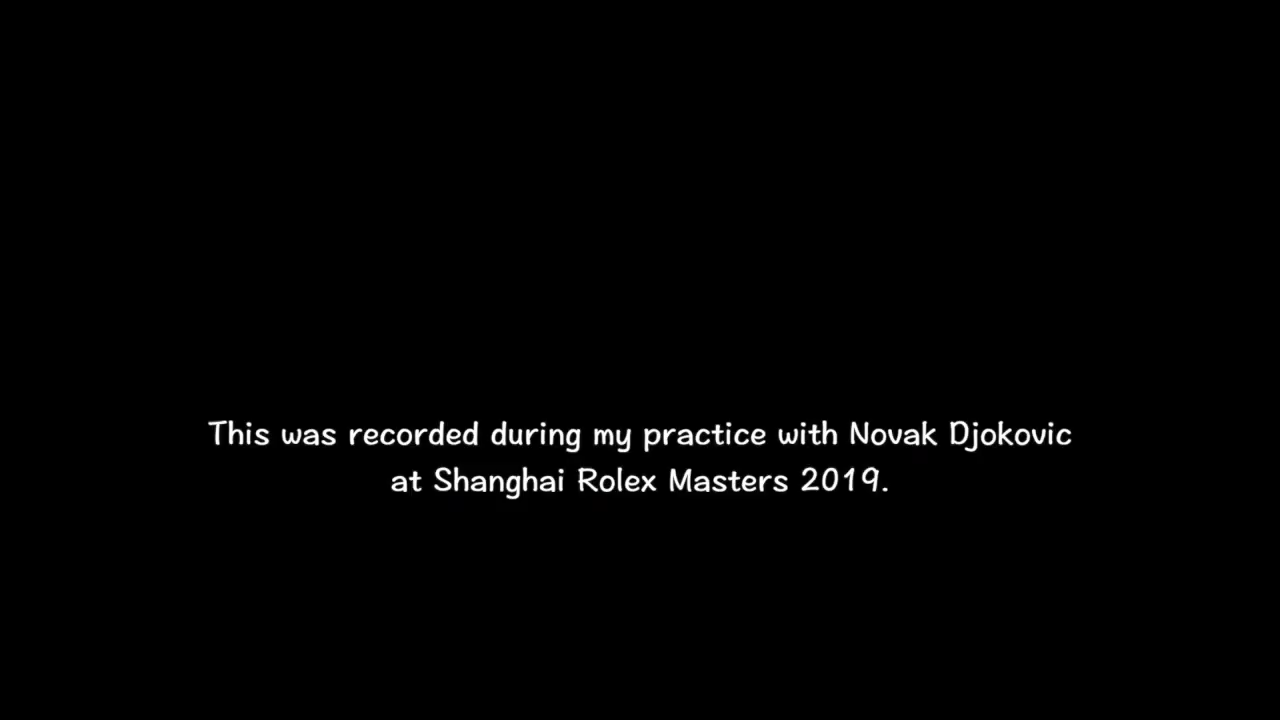 This was recorded during my practice with Novak Djokovic
at Shanghai Rolex Masters 2019.